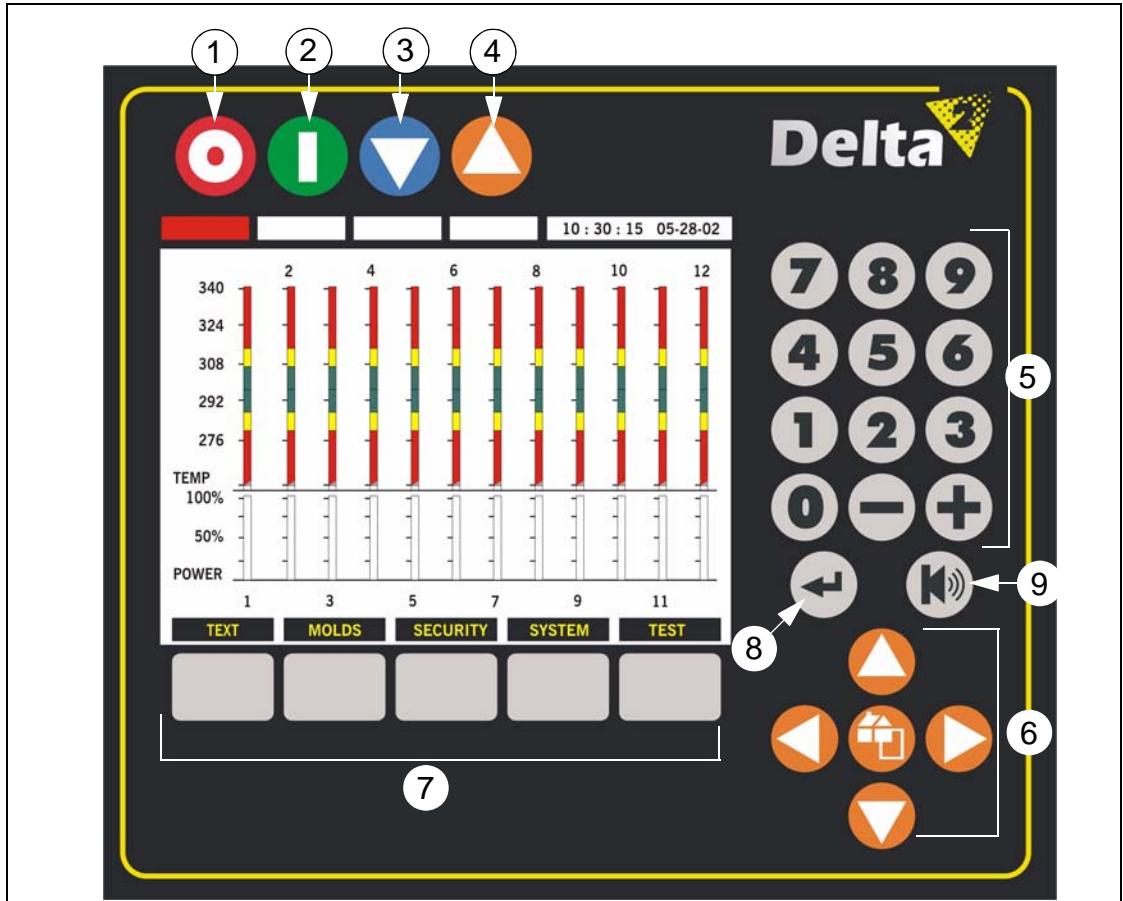 1 2 3 4
Delta 2
10 : 30 : 15 05-28-02
2 4 6 8 10 12
340
324
308
292
276
TEMP
100%
50%
POWER
1 3 5 7 9 11
TEXT MOLDS SECURITY SYSTEM TEST
7 8 9
4 5 6
1 2 3
0 − +
5
8
9
6
7